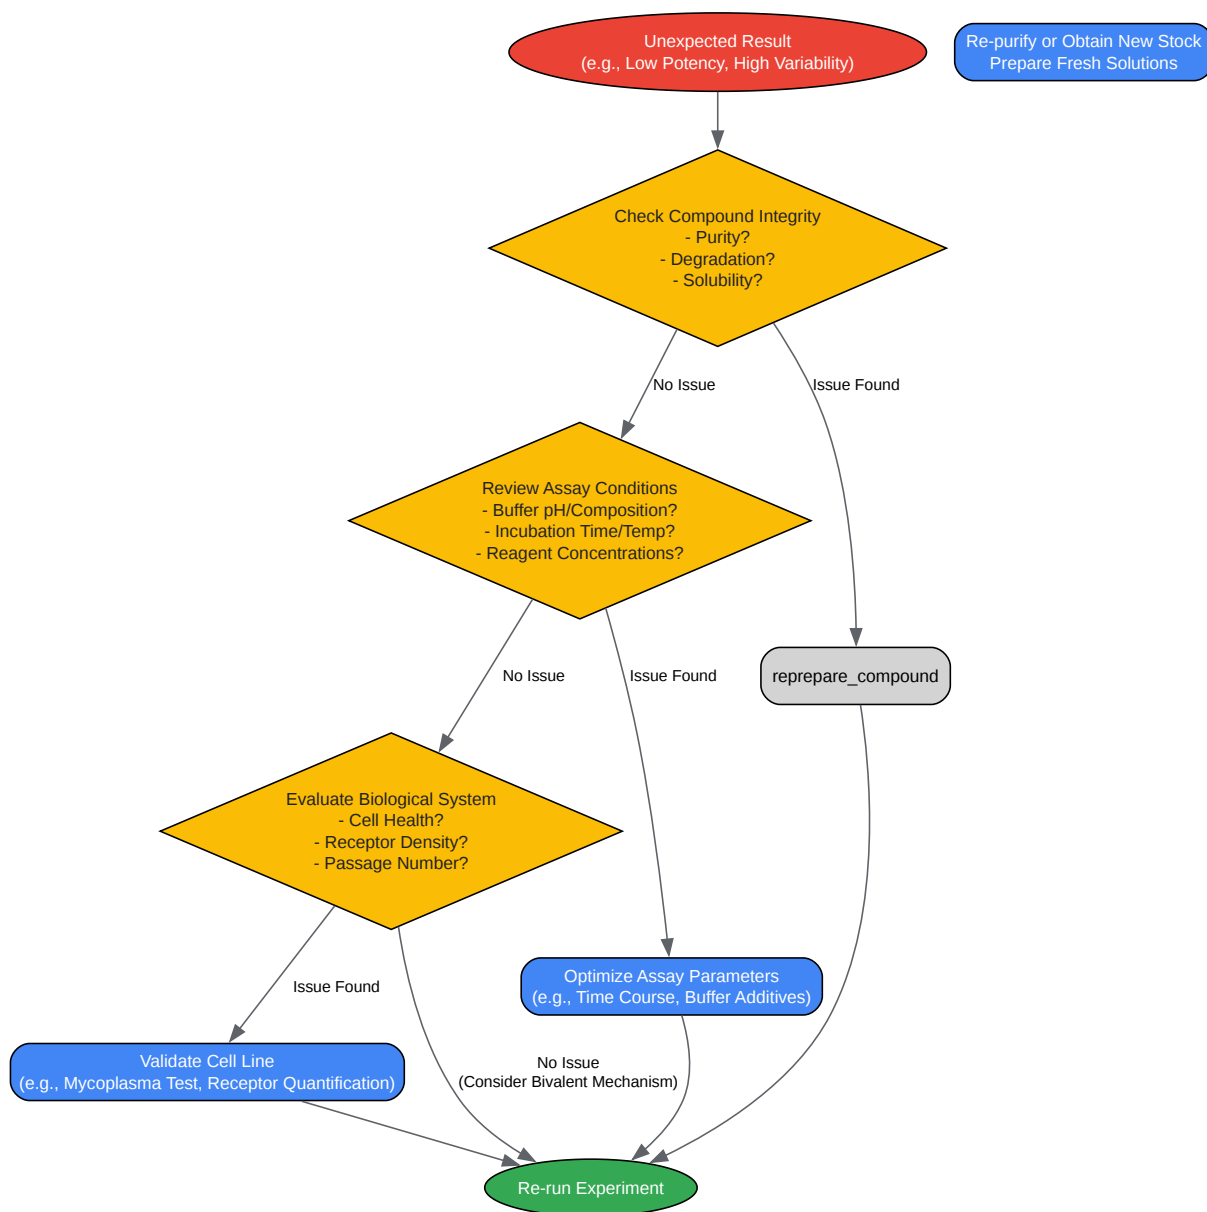 Unexpected Result
(e.g., Low Potency, High Variability)
Re-purify or Obtain New Stock
Prepare Fresh Solutions
Check Compound Integrity
- Purity?
- Degradation?
- Solubility?
No Issue
Issue Found
Review Assay Conditions
- Buffer pH/Composition?
- Incubation Time/Temp?
- Reagent Concentrations?
No Issue
Issue Found
reprepare_compound
Evaluate Biological System
- Cell Health?
- Receptor Density?
- Passage Number?
Issue Found
Optimize Assay Parameters
(e.g., Time Course, Buffer Additives)
Validate Cell Line
(e.g., Mycoplasma Test, Receptor Quantification)
No Issue
(Consider Bivalent Mechanism)
Re-run Experiment